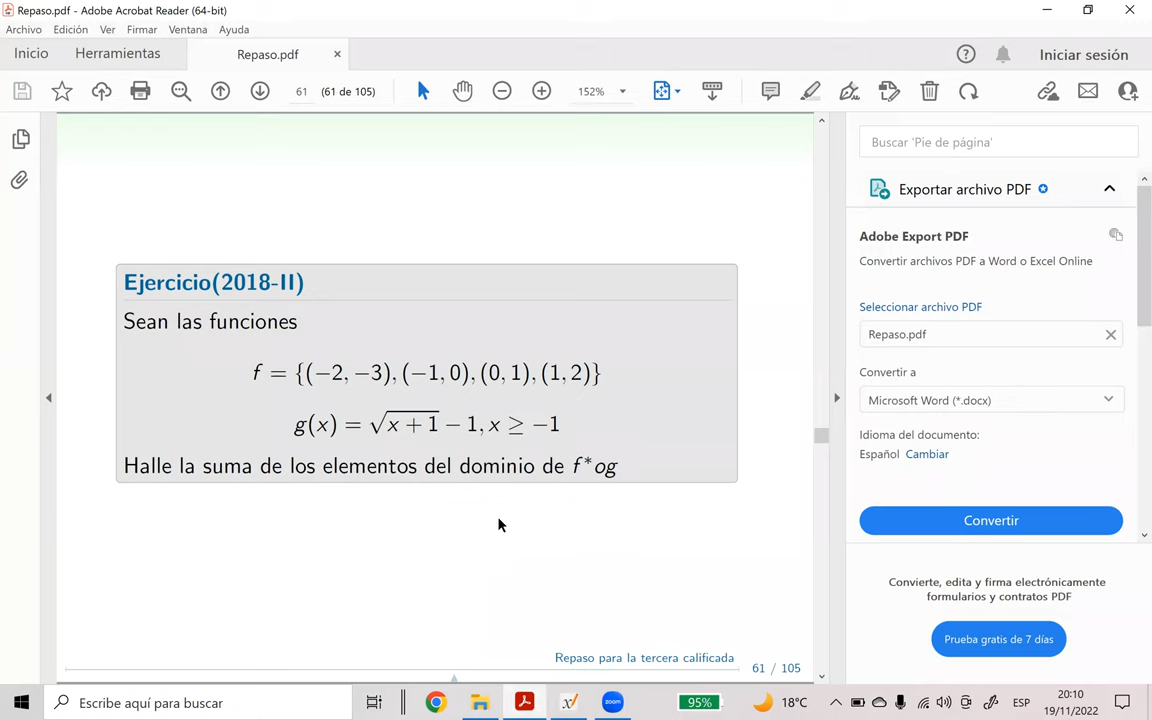 Repaso.pdf - Adobe Acrobat Reader (64-bit)
Archivo Edición Ver Firmar Ventana Ayuda
Inicio Herramientas Repaso.pdf × Iniciar sesión
61 (61 de 105) 152%
Ejercicio(2018-II)
Sean las funciones
f = {(−2, −3), (−1, 0), (0, 1), (1, 2)}
g(x) = √(x + 1) − 1, x ≥ −1
Halle la suma de los elementos del dominio de f*og
Repaso para la tercera calificada 61 / 105
Buscar 'Pie de página'
Exportar archivo PDF
Adobe Export PDF
Convertir archivos PDF a Word o Excel Online
Seleccionar archivo PDF
Repaso.pdf
Convertir a
Microsoft Word (*.docx)
Idioma del documento:
Español Cambiar
Convertir
Convierte, edita y firma electrónicamente
formularios y contratos PDF
Prueba gratis de 7 días
Escribe aquí para buscar zoom 95% 18°C ESP 20:10
19/11/2022